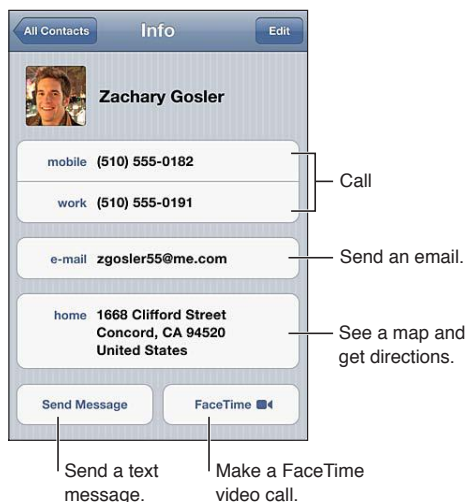 All Contacts Info Edit
Zachary Gosler
mobile (510) 555-0182
work (510) 555-0191
Call
e-mail zgosler55@me.com
Send an email.
home 1668 Clifford Street
Concord, CA 94520
United States
See a map and
get directions.
Send Message FaceTime
Send a text
message.
Make a FaceTime
video call.